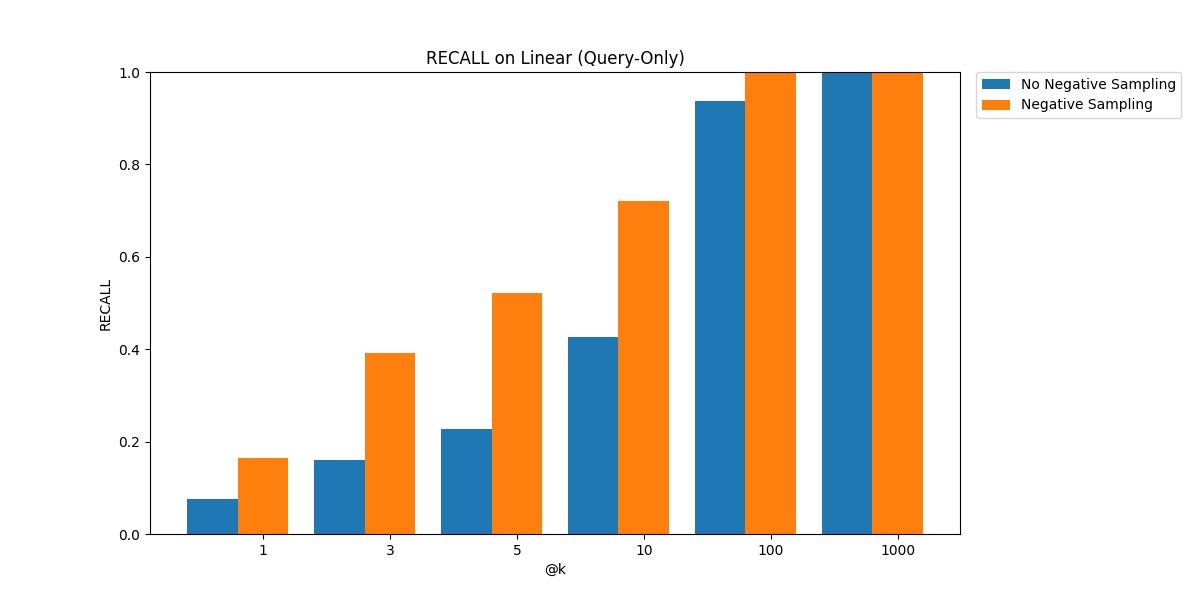 RECALL on Linear (Query-Only)
No Negative Sampling
Negative Sampling
RECALL
1.0
0.8
0.6
0.4
0.2
0.0
1 3 5 10 100 1000
@k